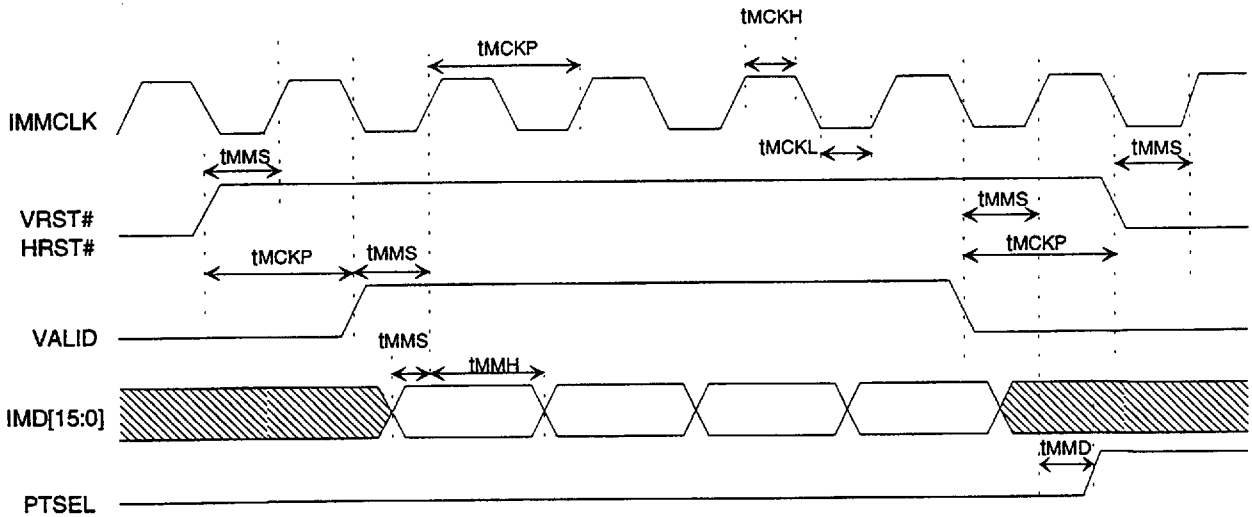 tMCKH
tMCKP
IMMCLK
tMCKL
tMMS
tMMS
VRST#
HRST#
tMMS
tMCKP
tMMS
tMCKP
VALID
tMMS
tMMH
IMD[15:0]
tMMD
PTSEL